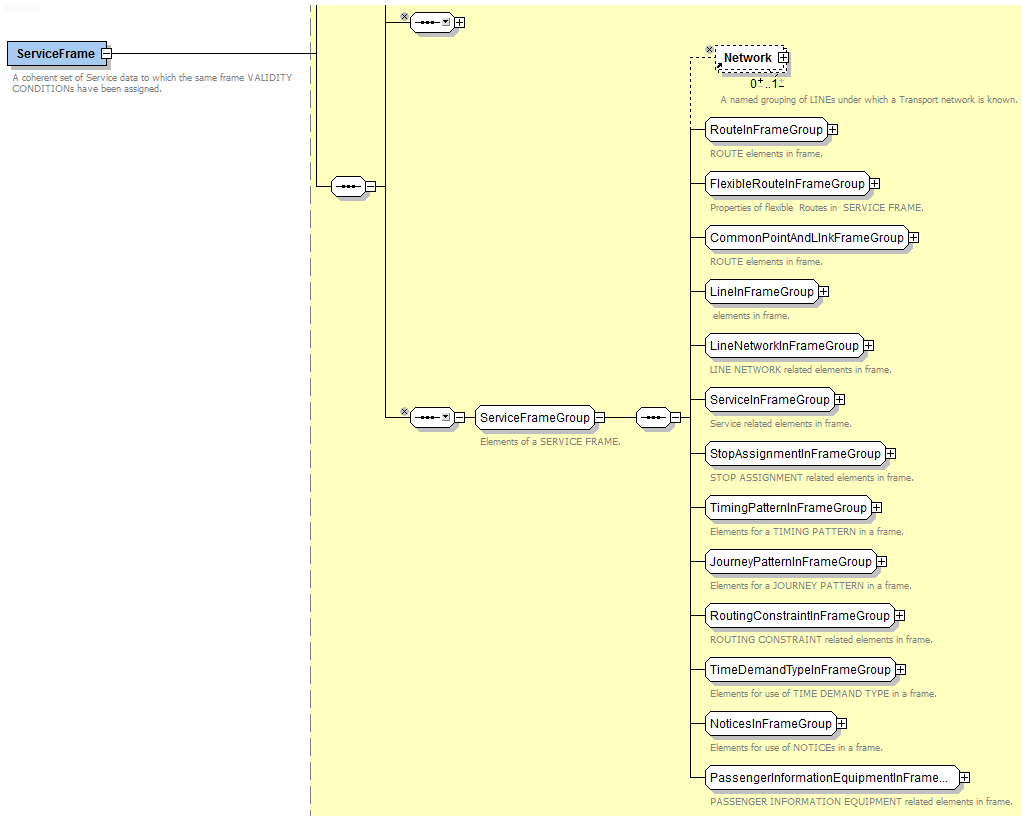 ServiceFrame
A coherent set of Service data to which the same frame VALIDITY
CONDITIONs have been assigned.
Network
0..1
A named grouping of LINEs under which a Transport network is known.
RouteInFrameGroup
ROUTE elements in frame.
FlexibleRouteInFrameGroup
Properties of flexible Routes in SERVICE FRAME.
CommonPointAndLInkFrameGroup
ROUTE elements in frame.
LineInFrameGroup
elements in frame.
LineNetworkInFrameGroup
LINE NETWORK related elements in frame.
ServiceInFrameGroup
Service related elements in frame.
ServiceFrameGroup
Elements of a SERVICE FRAME.
StopAssignmentInFrameGroup
STOP ASSIGNMENT related elements in frame.
TimingPatternInFrameGroup
Elements for a TIMING PATTERN in a frame.
JourneyPatternInFrameGroup
Elements for a JOURNEY PATTERN in a frame.
RoutingConstraintInFrameGroup
ROUTING CONSTRAINT related elements in frame.
TimeDemandTypeInFrameGroup
Elements for use of TIME DEMAND TYPE in a frame.
NoticesInFrameGroup
Elements for use of NOTICEs in a frame.
PassengerInformationEquipmentInFrame...
PASSENGER INFORMATION EQUIPMENT related elements in frame.